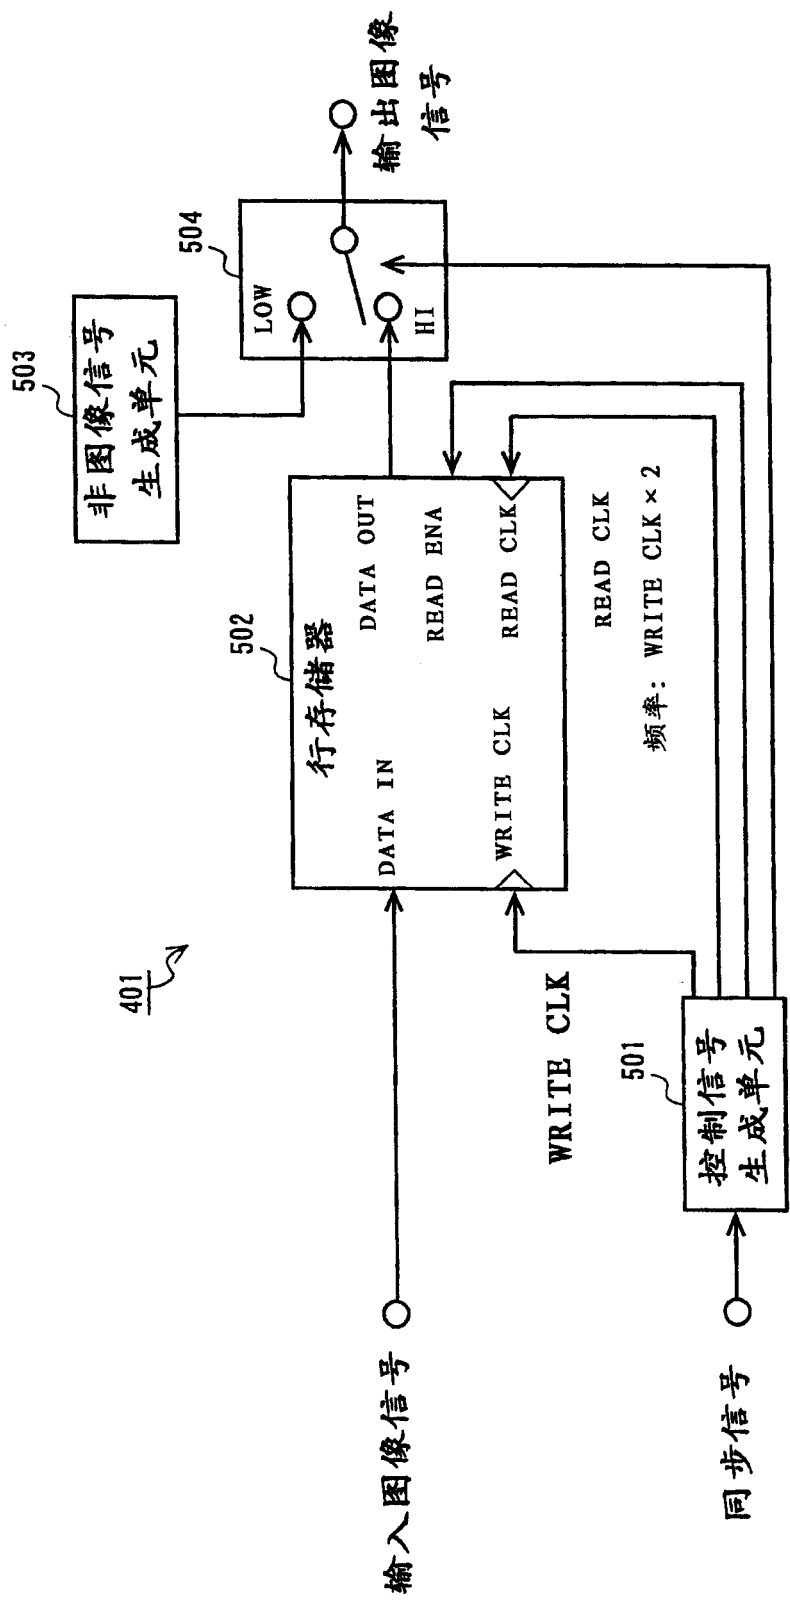 401
503
非图像信号
生成单元
504
LOW
HI
输出图像
信号
502
行存储器
DATA IN
DATA OUT
READ ENA
WRITE CLK
READ CLK
READ CLK
频率: WRITE CLK×2
输入图像信号
WRITE CLK
501
控制信号
生成单元
同步信号